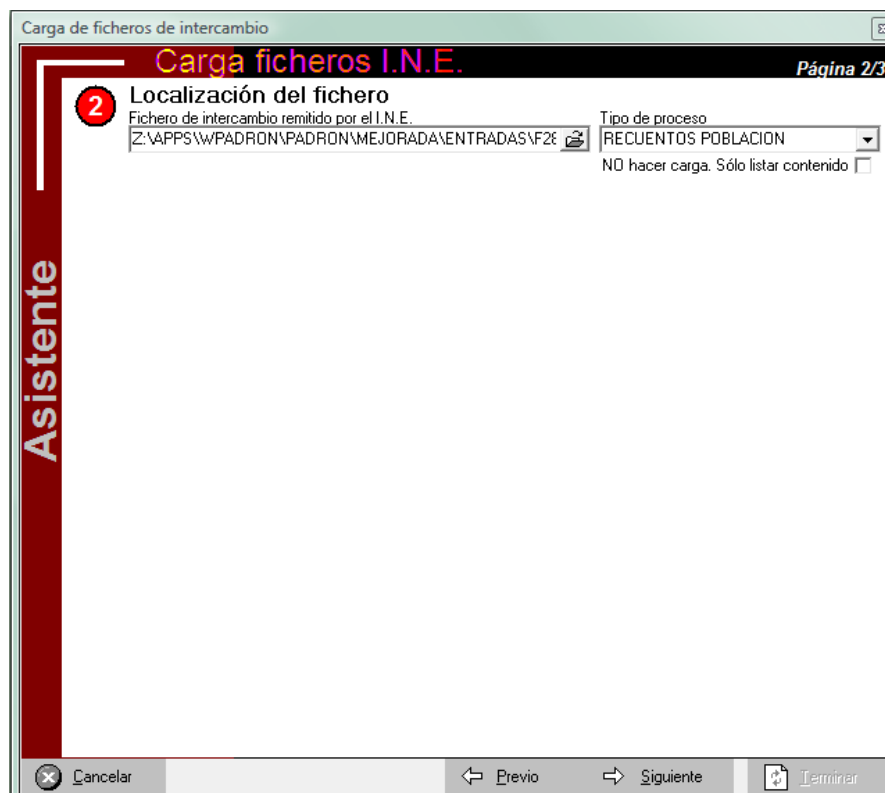 Carga de ficheros de intercambio
Carga ficheros I.N.E.
Página 2/3
2
Localización del fichero
Fichero de intercambio remitido por el I.N.E.
Tipo de proceso
Z:\APPS\WPADRON\PADRON\MEJORADA\ENTRADAS\F28
RECUENTOS POBLACION
NO hacer carga. Sólo listar contenido
Asistente
Cancelar
Previo
Siguiente
Terminar